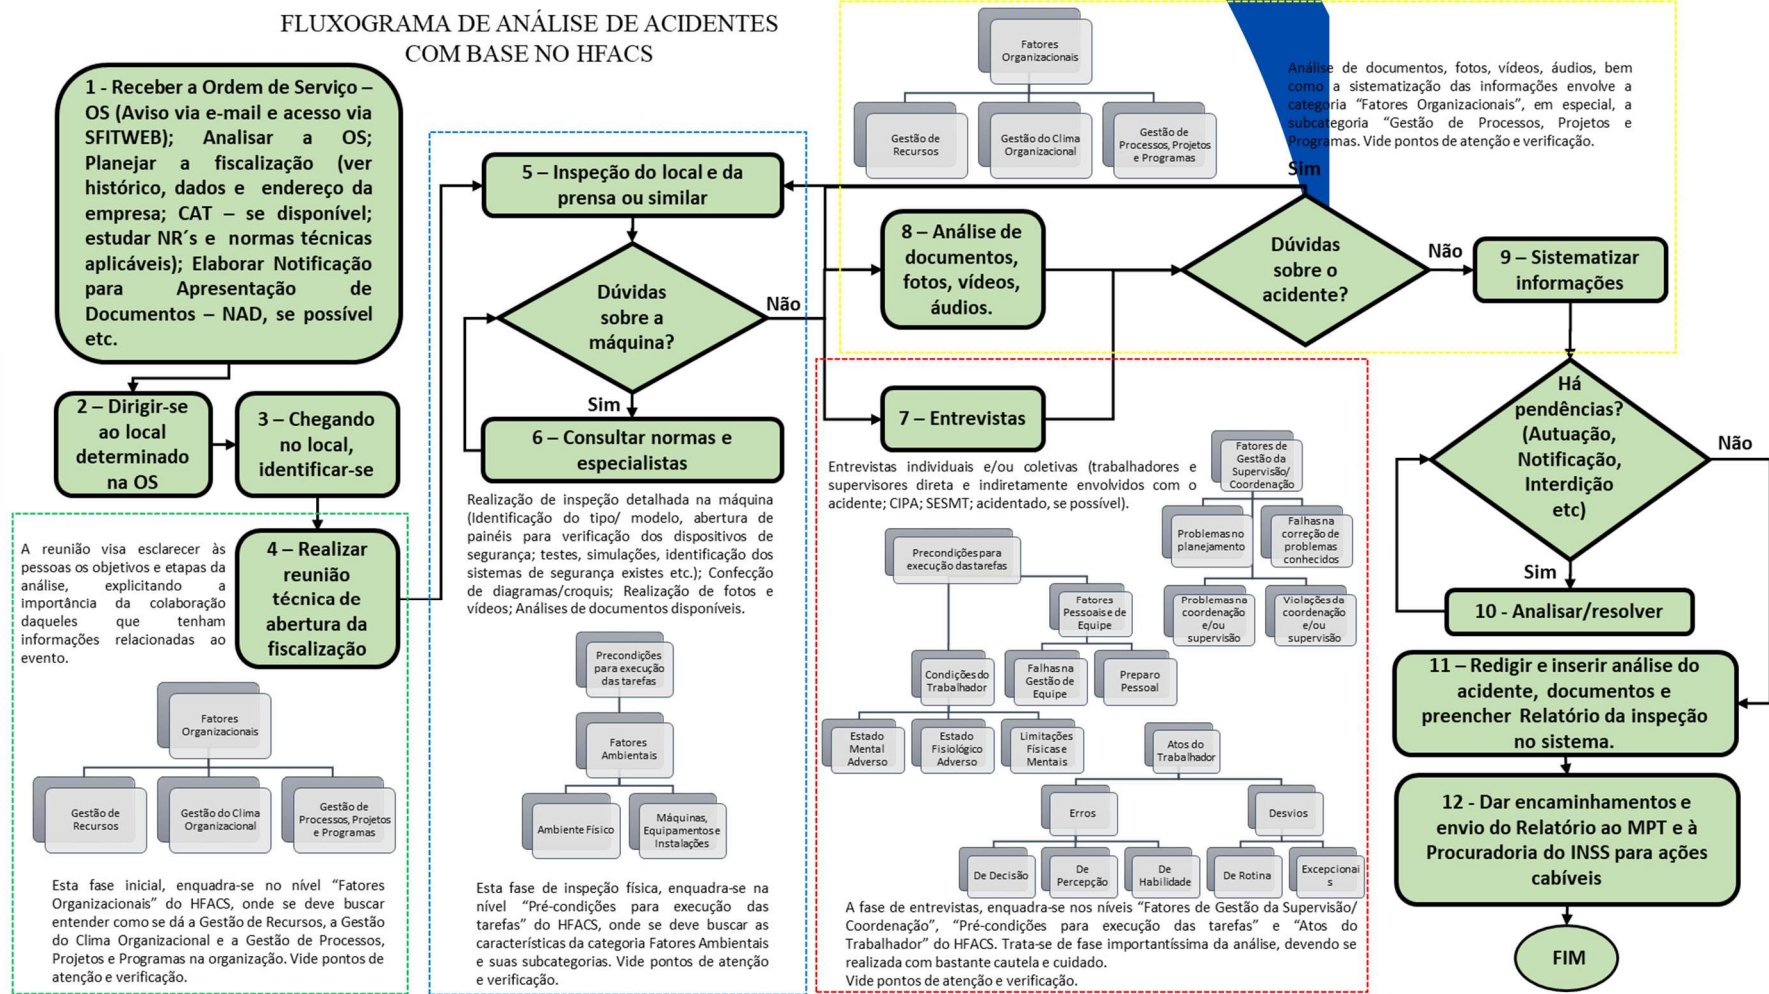 FLUXOGRAMA DE ANÁLISE DE ACIDENTES
COM BASE NO HFACS
1 - Receber a Ordem de Serviço –
OS (Aviso via e-mail e acesso via
SFITWEB); Analisar a OS;
Planejar a fiscalização (ver
histórico, dados e endereço da
empresa; CAT – se disponível;
estudar NR´s e normas técnicas
aplicáveis); Elaborar Notificação
para Apresentação de
Documentos – NAD, se possível
etc.
2 – Dirigir-se
ao local
determinado
na OS
3 – Chegando
no local,
identificar-se
4 – Realizar
reunião
técnica de
abertura da
fiscalização
A reunião visa esclarecer às
pessoas os objetivos e etapas da
análise, explicitando a
importância da colaboração
daqueles que tenham
informações relacionadas ao
evento.
Fatores
Organizacionais
Gestão de
Recursos
Gestão do Clima
Organizacional
Gestão de
Processos, Projetos
e Programas
Esta fase inicial, enquadra-se no nível “Fatores
Organizacionais” do HFACS, onde se deve buscar
entender como se dá a Gestão de Recursos, a Gestão
do Clima Organizacional e a Gestão de Processos,
Projetos e Programas na organização. Vide pontos de
atenção e verificação.
5 – Inspeção do local e da
prensa ou similar
Dúvidas
sobre a
máquina?
Não
Sim
6 – Consultar normas e
especialistas
Realização de inspeção detalhada na máquina
(Identificação do tipo/ modelo, abertura de
painéis para verificação dos dispositivos de
segurança; testes, simulações, identificação dos
sistemas de segurança existes etc.); Confecção
de diagramas/croquis; Realização de fotos e
vídeos; Análises de documentos disponíveis.
Precondições
para execução
das tarefas
Fatores
Ambientais
Ambiente Físico
Máquinas,
Equipamentos e
Instalações
Esta fase de inspeção física, enquadra-se na
nível “Pré-condições para execução das
tarefas” do HFACS, onde se deve buscar as
características da categoria Fatores Ambientais
e suas subcategorias. Vide pontos de atenção
e verificação.
Fatores
Organizacionais
Gestão de
Recursos
Gestão do Clima
Organizacional
Gestão de
Processos, Projetos
e Programas
Análise de documentos, fotos, vídeos, áudios, bem
como a sistematização das informações envolve a
categoria “Fatores Organizacionais”, em especial, a
subcategoria “Gestão de Processos, Projetos e
Programas. Vide pontos de atenção e verificação.
Sim
8 – Análise de
documentos,
fotos, vídeos,
áudios.
Dúvidas
sobre o
acidente?
Não
9 – Sistematizar
informações
7 – Entrevistas
Entrevistas individuais e/ou coletivas (trabalhadores e
supervisores direta e indiretamente envolvidos com o
acidente; CIPA; SESMT; acidentado, se possível).
Fatores de
Gestão da
Supervisão/
Coordenação
Problemas no
planejamento
Falhas na
correção de
problemas
conhecidos
Problemas na
coordenação
e/ou
supervisão
Violações da
coordenação
e/ou
supervisão
Precondições para
execução das tarefas
Fatores
Pessoais e de
Equipe
Condições do
Trabalhador
Falhas na
Gestão de
Equipe
Preparo
Pessoal
Estado
Mental
Adverso
Estado
Fisiológico
Adverso
Limitações
Físicas e
Mentais
Atos do
Trabalhador
Erros
Desvios
De Decisão
De
Percepção
De
Habilidade
De Rotina
Excepcionai
s
A fase de entrevistas, enquadra-se nos níveis “Fatores de Gestão da Supervisão/
Coordenação”, “Pré-condições para execução das tarefas” e “Atos do
Trabalhador” do HFACS. Trata-se de fase importantíssima da análise, devendo se
realizada com bastante cautela e cuidado.
Vide pontos de atenção e verificação.
Há
pendências?
(Autuação,
Notificação,
Interdição
etc)
Não
Sim
10 - Analisar/resolver
11 – Redigir e inserir análise do
acidente, documentos e
preencher Relatório da inspeção
no sistema.
12 - Dar encaminhamentos e
envio do Relatório ao MPT e à
Procuradoria do INSS para ações
cabíveis
FIM